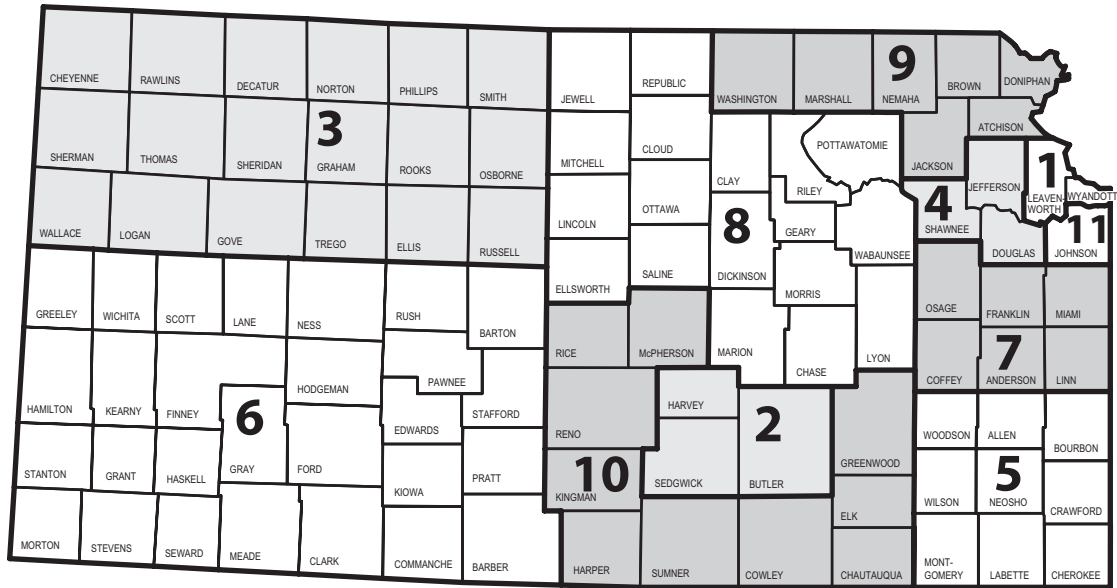 CHEYENNE
RAWLINS
DECATUR
NORTON
PHILLIPS
SMITH
JEWELL
REPUBLIC
WASHINGTON
MARSHALL
9
NEMAHA
BROWN
DONIPHAN
SHERMAN
THOMAS
SHERIDAN
3
GRAHAM
ROOKS
OSBORNE
MITCHELL
CLOUD
CLAY
RILEY
POTTAWATOMIE
JACKSON
ATCHISON
JEFFERSON
1
LEAVEN-
WORTH
WYANDOTT
WALLACE
LOGAN
GOVE
TREGO
ELLIS
RUSSELL
LINCOLN
OTTAWA
8
DICKINSON
GEARY
WABAUNSEE
4
SHAWNEE
DOUGLAS
11
JOHNSON
ELLSWORTH
SALINE
MORRIS
GREELEY
WICHITA
SCOTT
LANE
NESS
RUSH
BARTON
RICE
McPHERSON
MARION
CHASE
LYON
OSAGE
FRANKLIN
MIAMI
HAMILTON
KEARNY
FINNEY
HODGEMAN
PAWNEE
STAFFORD
COFFEY
7
ANDERSON
LINN
6
GRAY
FORD
EDWARDS
RENO
HARVEY
2
BUTLER
SEDGWICK
GREENWOOD
WOODSON
ALLEN
BOURBON
STANTON
GRANT
HASKELL
KIOWA
PRATT
10
KINGMAN
ELK
WILSON
5
NEOSHO
CRAWFORD
MORTON
STEVENS
SEWARD
MEADE
CLARK
COMMANCHE
BARBER
HARPER
SUMNER
COWLEY
CHAUTAUQUA
MONT-
GOMERY
LABETTE
CHEROKEE